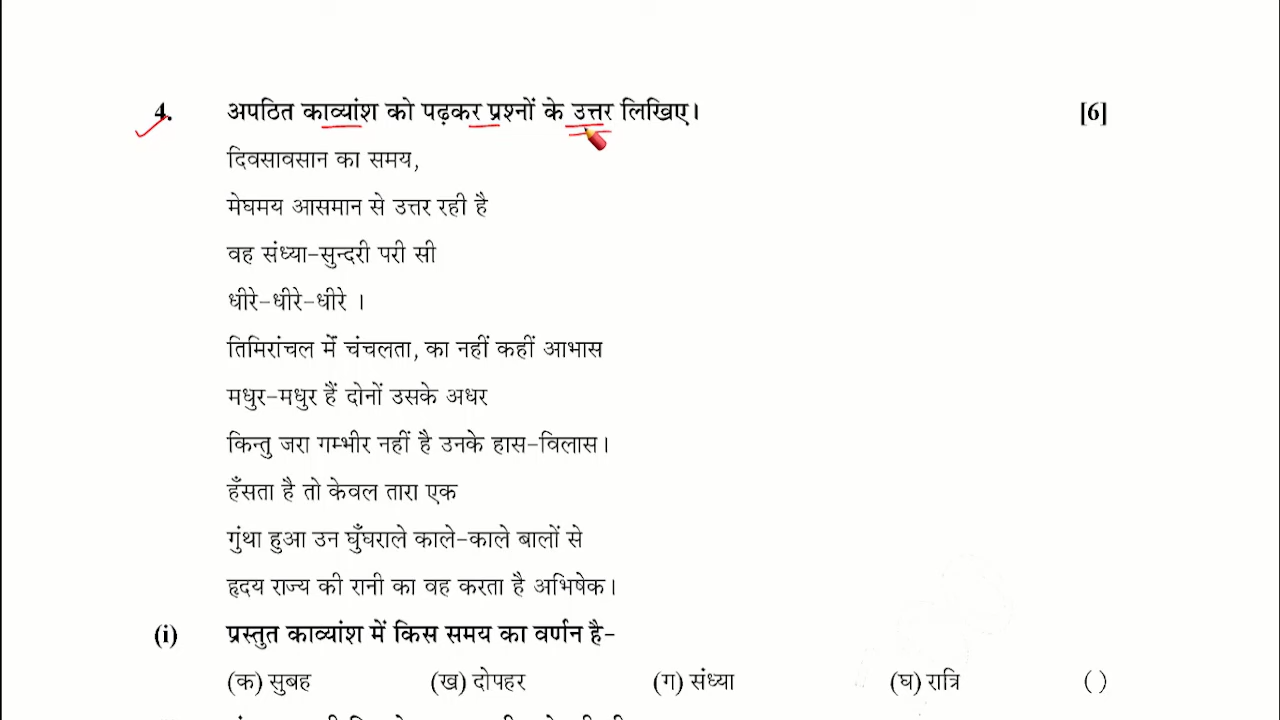 4. अपठित काव्यांश को पढ़कर प्रश्नों के उत्तर लिखिए। [6]
दिवसावसान का समय,
मेघमय आसमान से उत्तर रही है
वह संध्या-सुन्दरी परी सी
धीरे-धीरे-धीरे ।
तिमिरांचल में चंचलता, का नहीं कहीं आभास
मधुर-मधुर हैं दोनों उसके अधर
किन्तु जरा गम्भीर नहीं है उनके हास-विलास।
हँसता है तो केवल तारा एक
गुंथा हुआ उन घुँघराले काले-काले बालों से
हृदय राज्य की रानी का वह करता है अभिषेक।
(i) प्रस्तुत काव्यांश में किस समय का वर्णन है-
(क) सुबह (ख) दोपहर (ग) संध्या (घ) रात्रि ( )